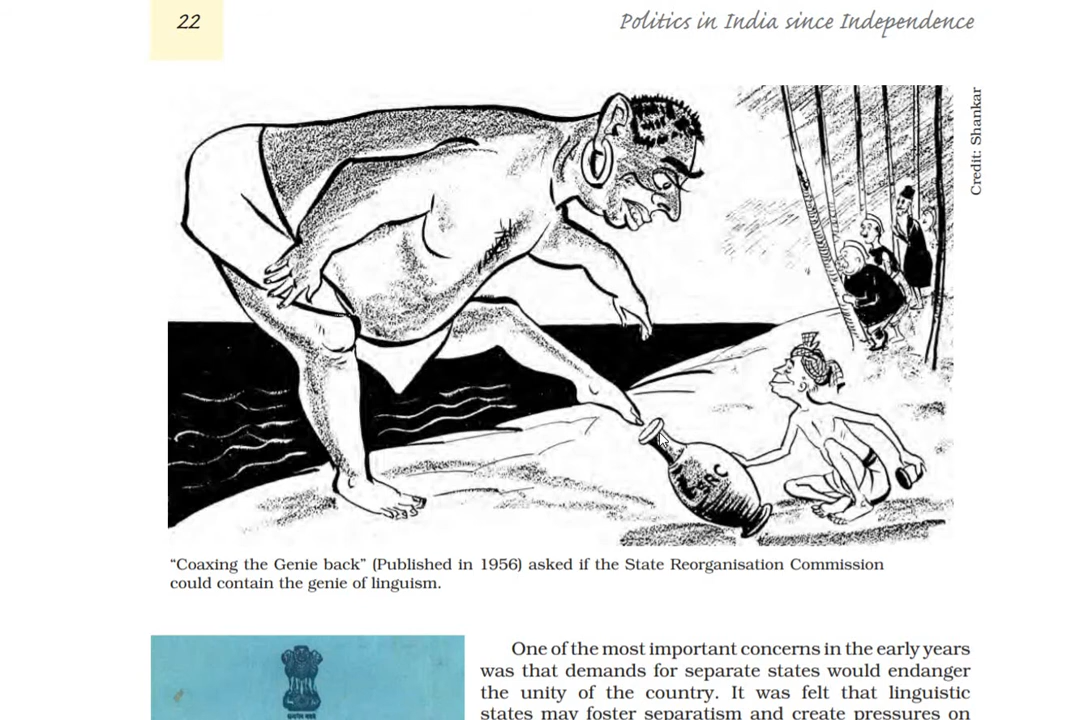 22
Politics in India since Independence
Credit: Shankar
SRC
“Coaxing the Genie back” (Published in 1956) asked if the State Reorganisation Commission
could contain the genie of linguism.
One of the most important concerns in the early years
was that demands for separate states would endanger
the unity of the country. It was felt that linguistic
states may foster separatism and create pressures on